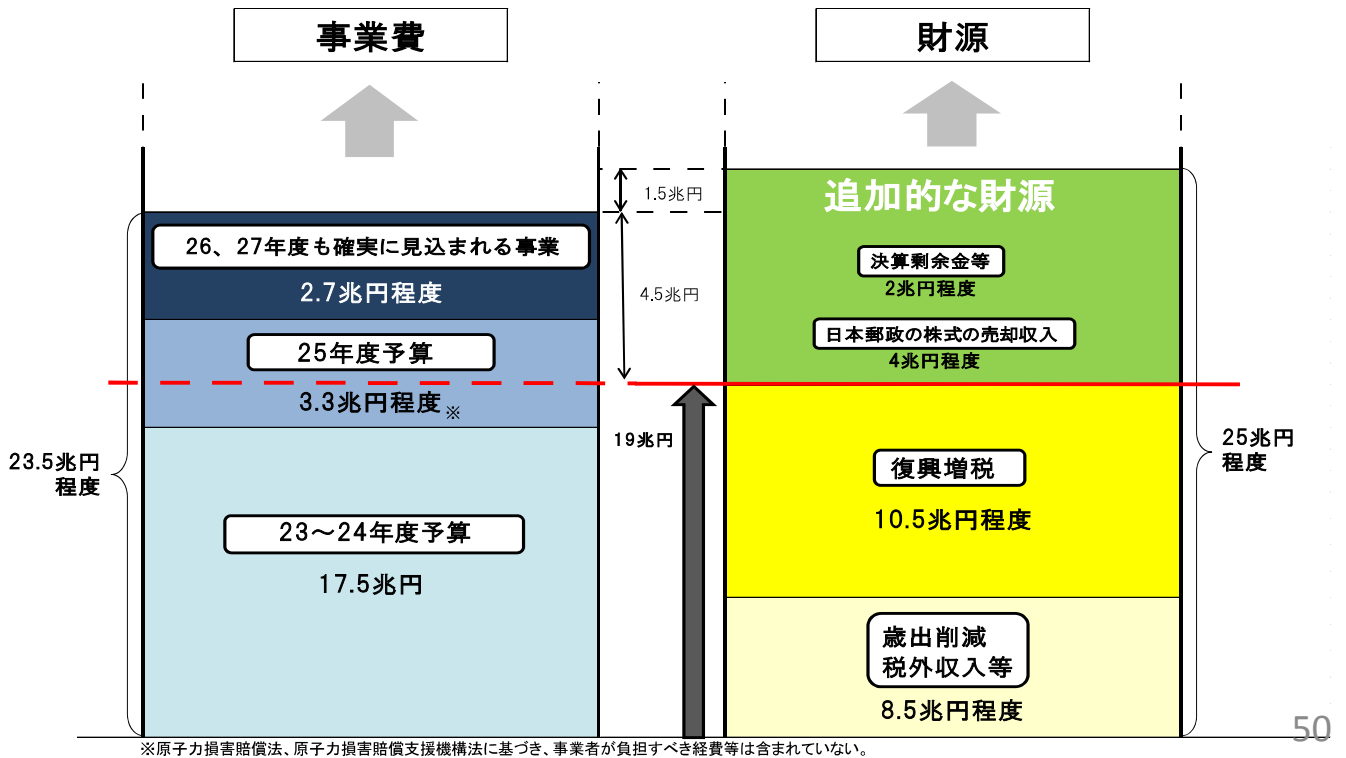 事業費
財源
1.5兆円
追加的な財源
26、27年度も確実に見込まれる事業
2.7兆円程度
4.5兆円
決算剰余金等
2兆円程度
日本郵政の株式の売却収入
4兆円程度
25年度予算
3.3兆円程度※
19兆円
23.5兆円
程度
25兆円
程度
復興増税
10.5兆円程度
23～24年度予算
17.5兆円
歳出削減
税外収入等
8.5兆円程度
※原子力損害賠償法、原子力損害賠償支援機構法に基づき、事業者が負担すべき経費等は含まれていない。
50